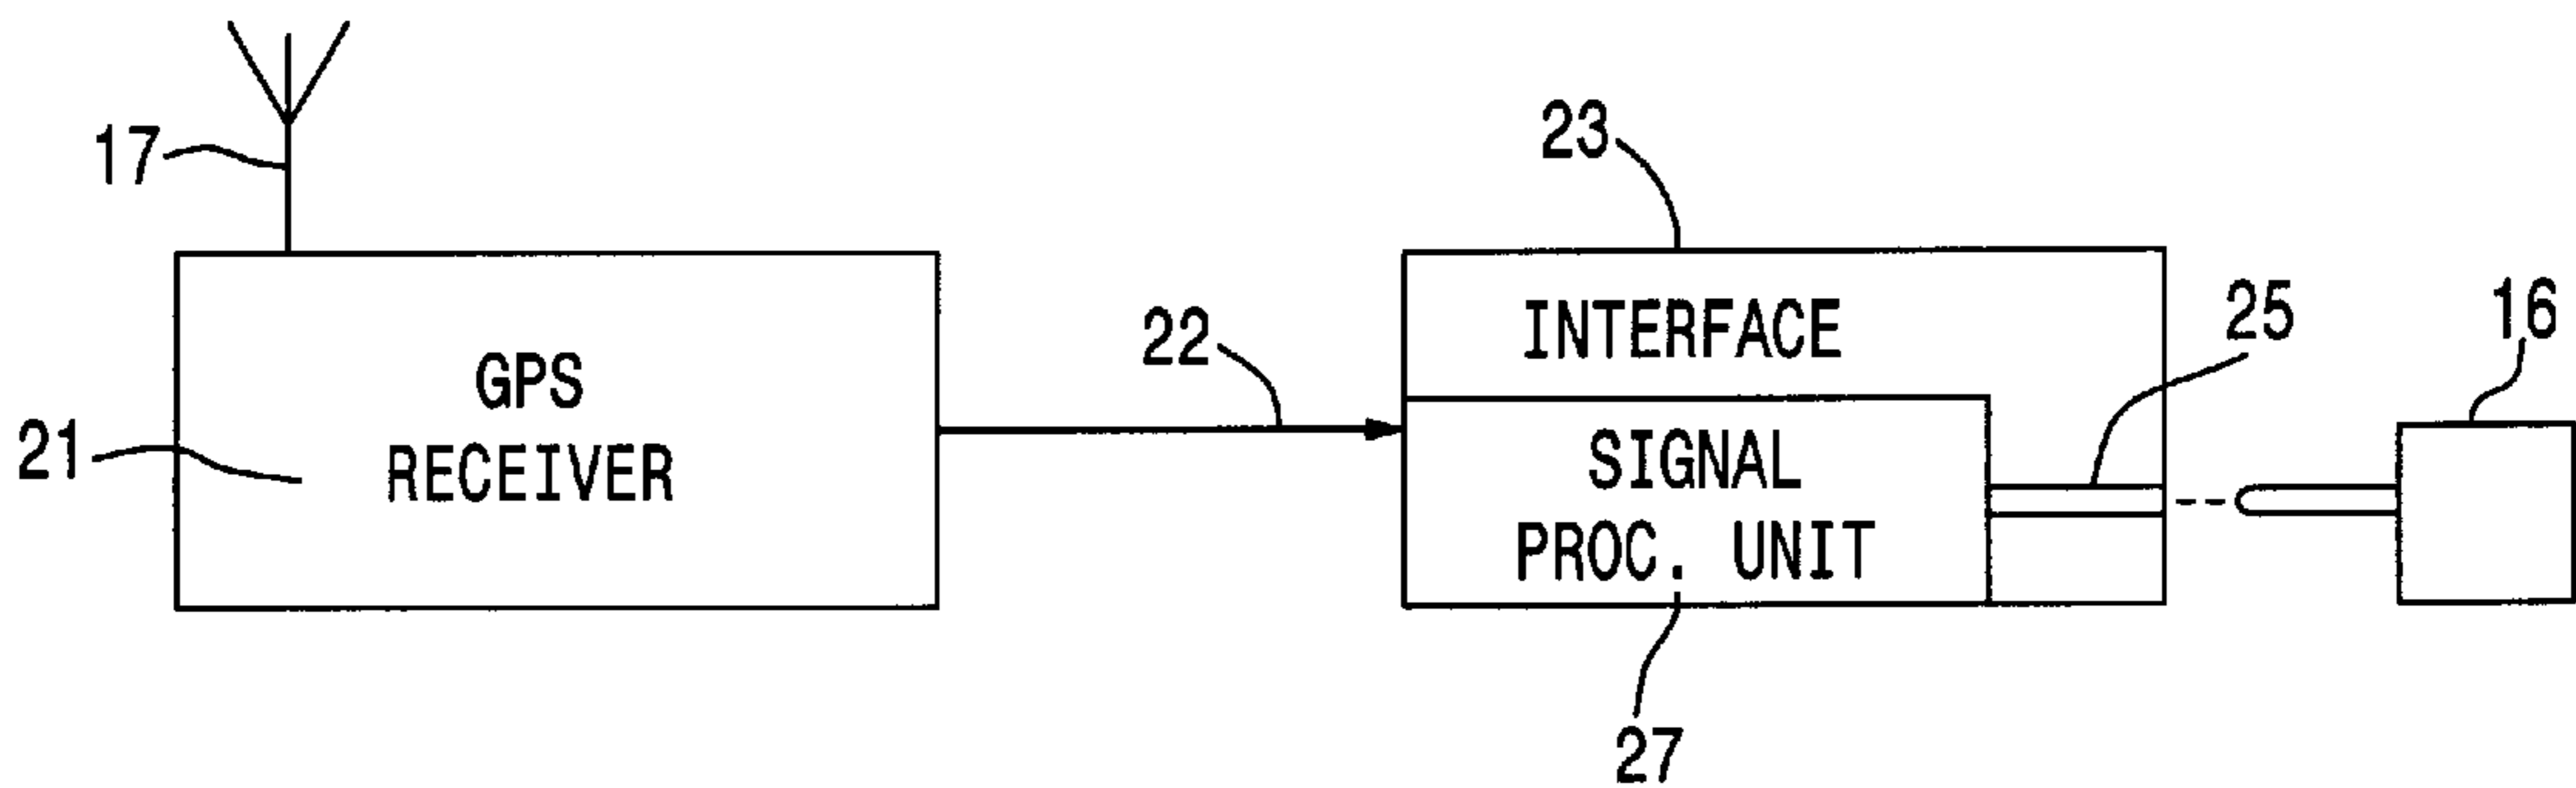 17
23
22
25
16
INTERFACE
GPS
RECEIVER
21
SIGNAL
PROC. UNIT
27